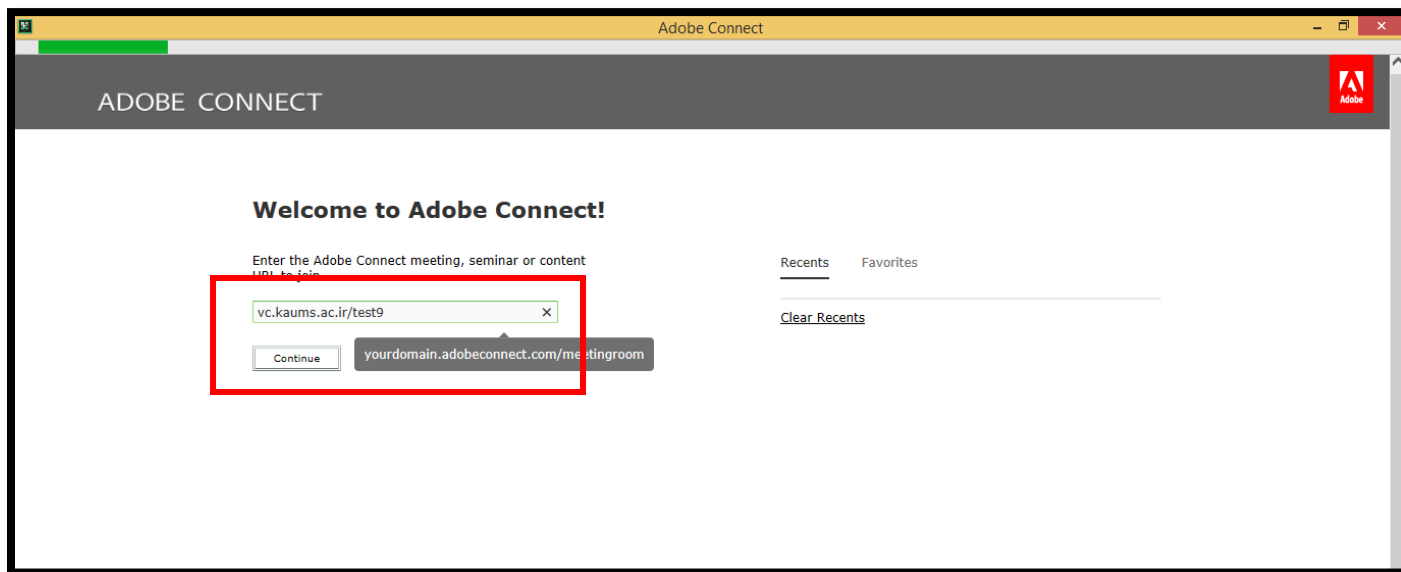 Adobe Connect
ADOBE CONNECT
Adobe
Welcome to Adobe Connect!
Enter the Adobe Connect meeting, seminar or content
URL to join
vc.kaums.ac.ir/test9
Continue
yourdomain.adobeconnect.com/meetingroom
Recents Favorites
Clear Recents